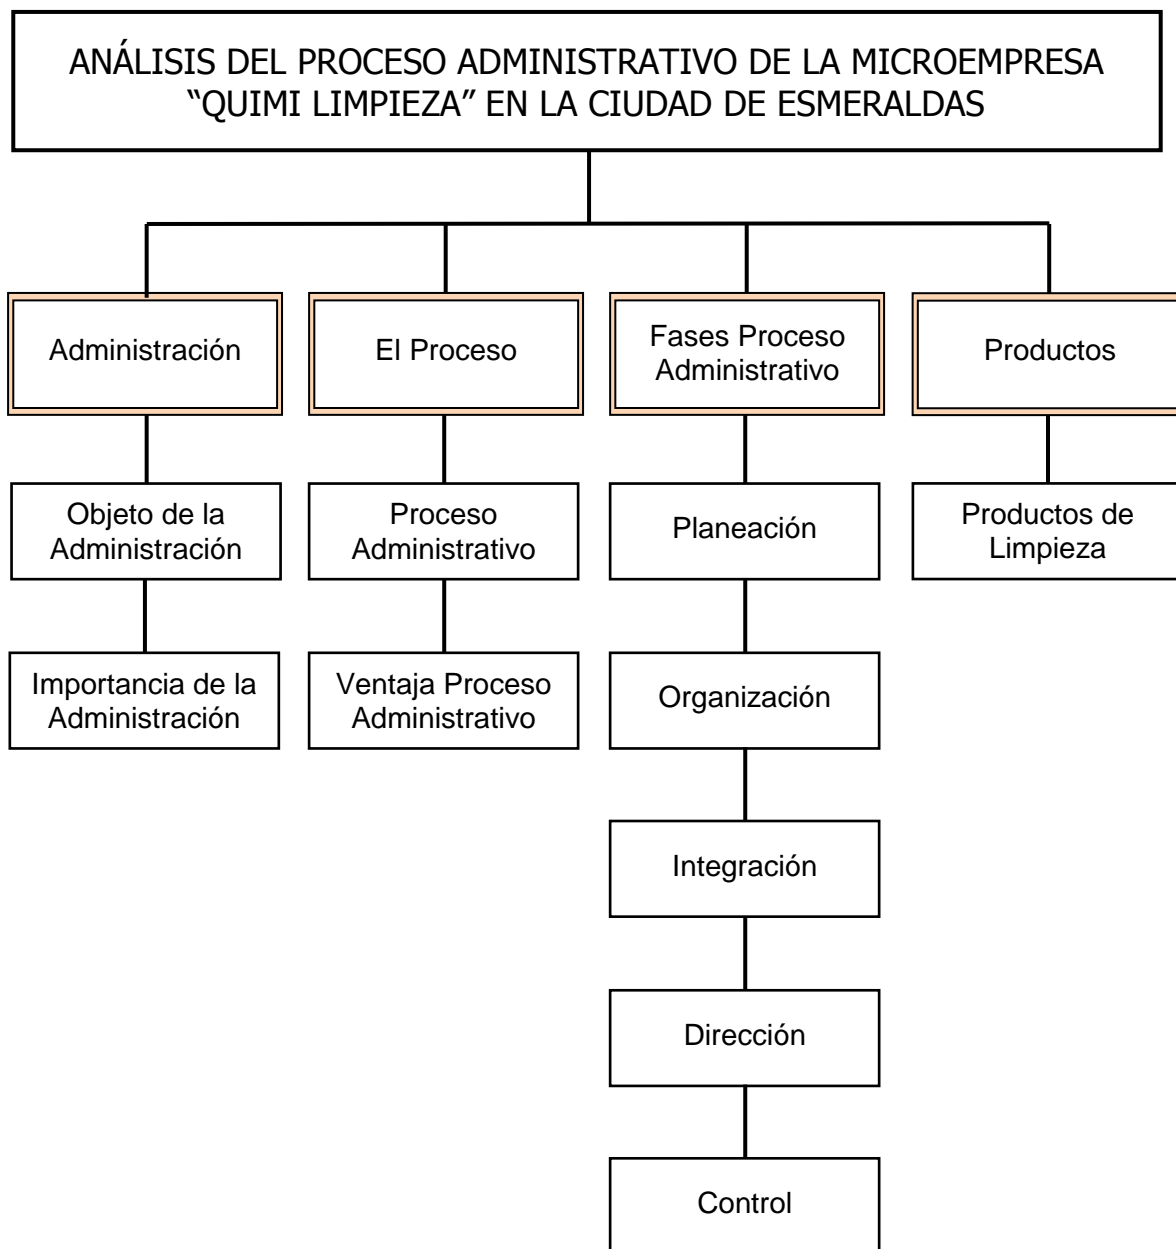 ANÁLISIS DEL PROCESO ADMINISTRATIVO DE LA MICROEMPRESA
“QUIMI LIMPIEZA” EN LA CIUDAD DE ESMERALDAS
Administración
El Proceso
Fases Proceso
Administrativo
Productos
Objeto de la
Administración
Proceso
Administrativo
Planeación
Productos de
Limpieza
Importancia de la
Administración
Ventaja Proceso
Administrativo
Organización
Integración
Dirección
Control